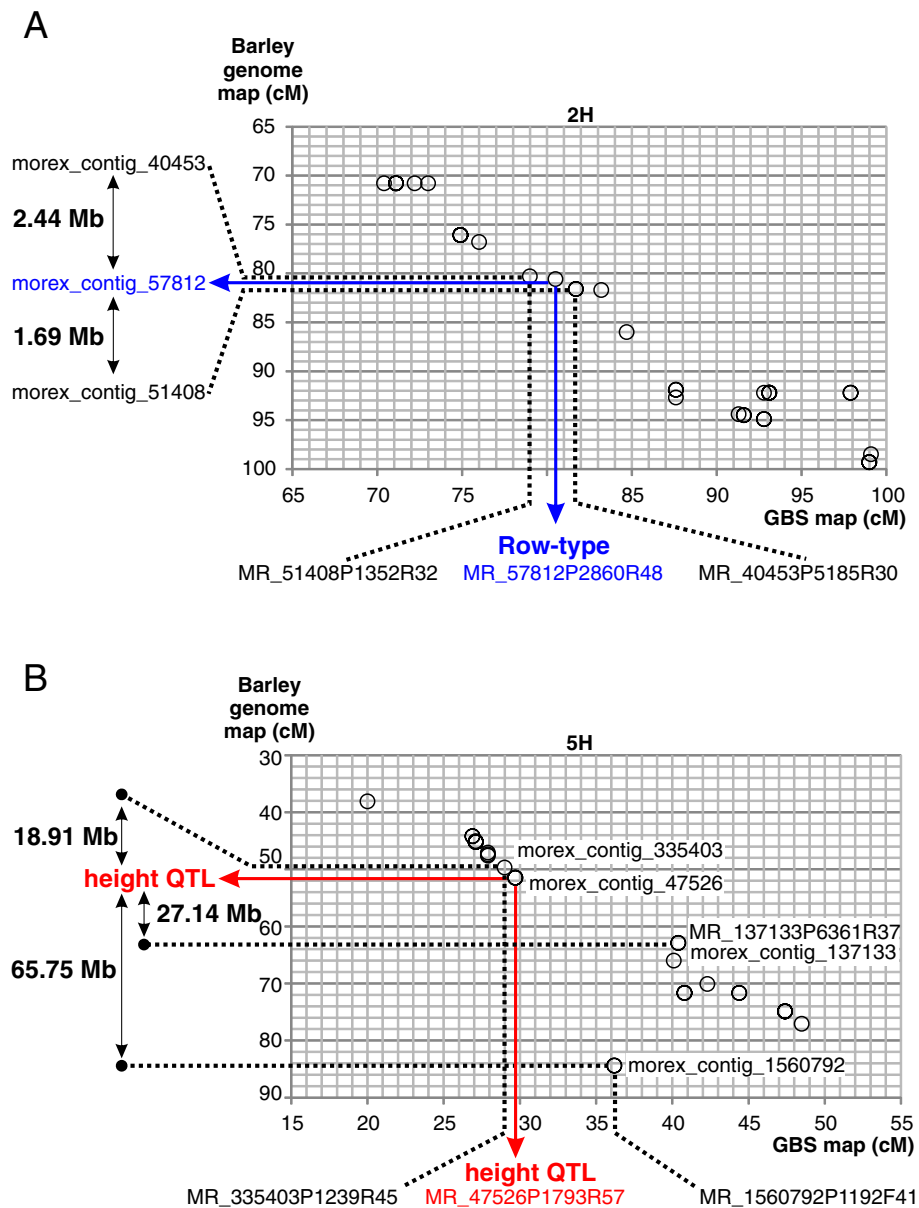 A
Barley
genome
map (cM)
2H
65
70
75
80
85
90
95
100
65
70
75
85
90
95
100
GBS map (cM)
morex_contig_40453
2.44 Mb
morex_contig_57812
1.69 Mb
morex_contig_51408
Row-type
MR_51408P1352R32
MR_57812P2860R48
MR_40453P5185R30
B
Barley
genome
map (cM)
5H
30
40
50
60
70
80
90
15
20
25
30
35
40
45
50
55
GBS map (cM)
18.91 Mb
height QTL
27.14 Mb
65.75 Mb
morex_contig_335403
morex_contig_47526
MR_137133P6361R37
morex_contig_137133
morex_contig_1560792
height QTL
MR_335403P1239R45
MR_47526P1793R57
MR_1560792P1192F41